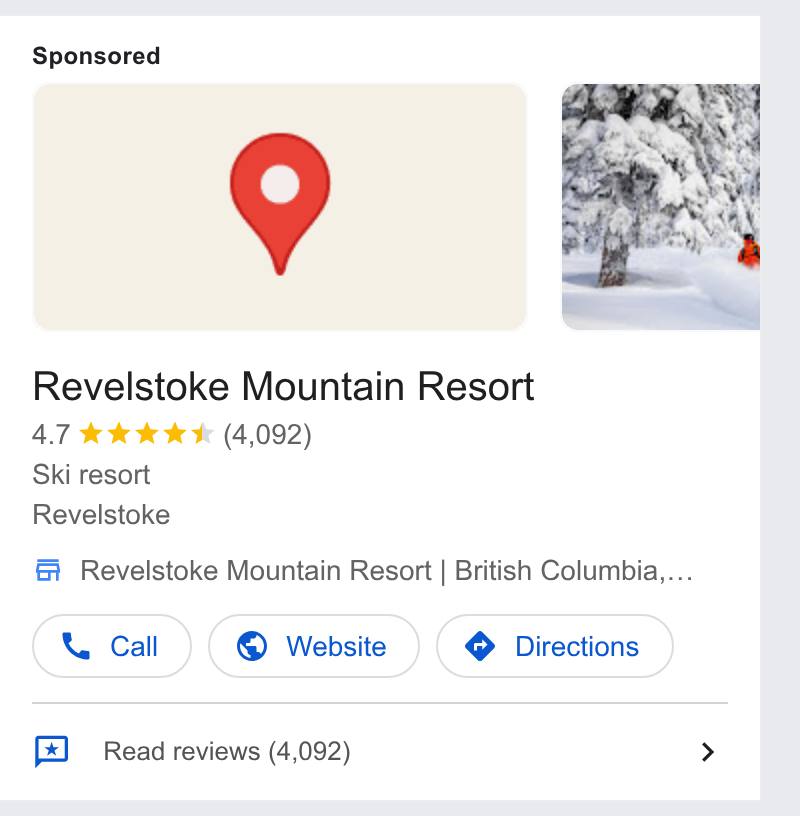 Sponsored
Revelstoke Mountain Resort
4.7 (4,092)
Ski resort
Revelstoke
Revelstoke Mountain Resort | British Columbia,...
Call Website Directions
Read reviews (4,092)